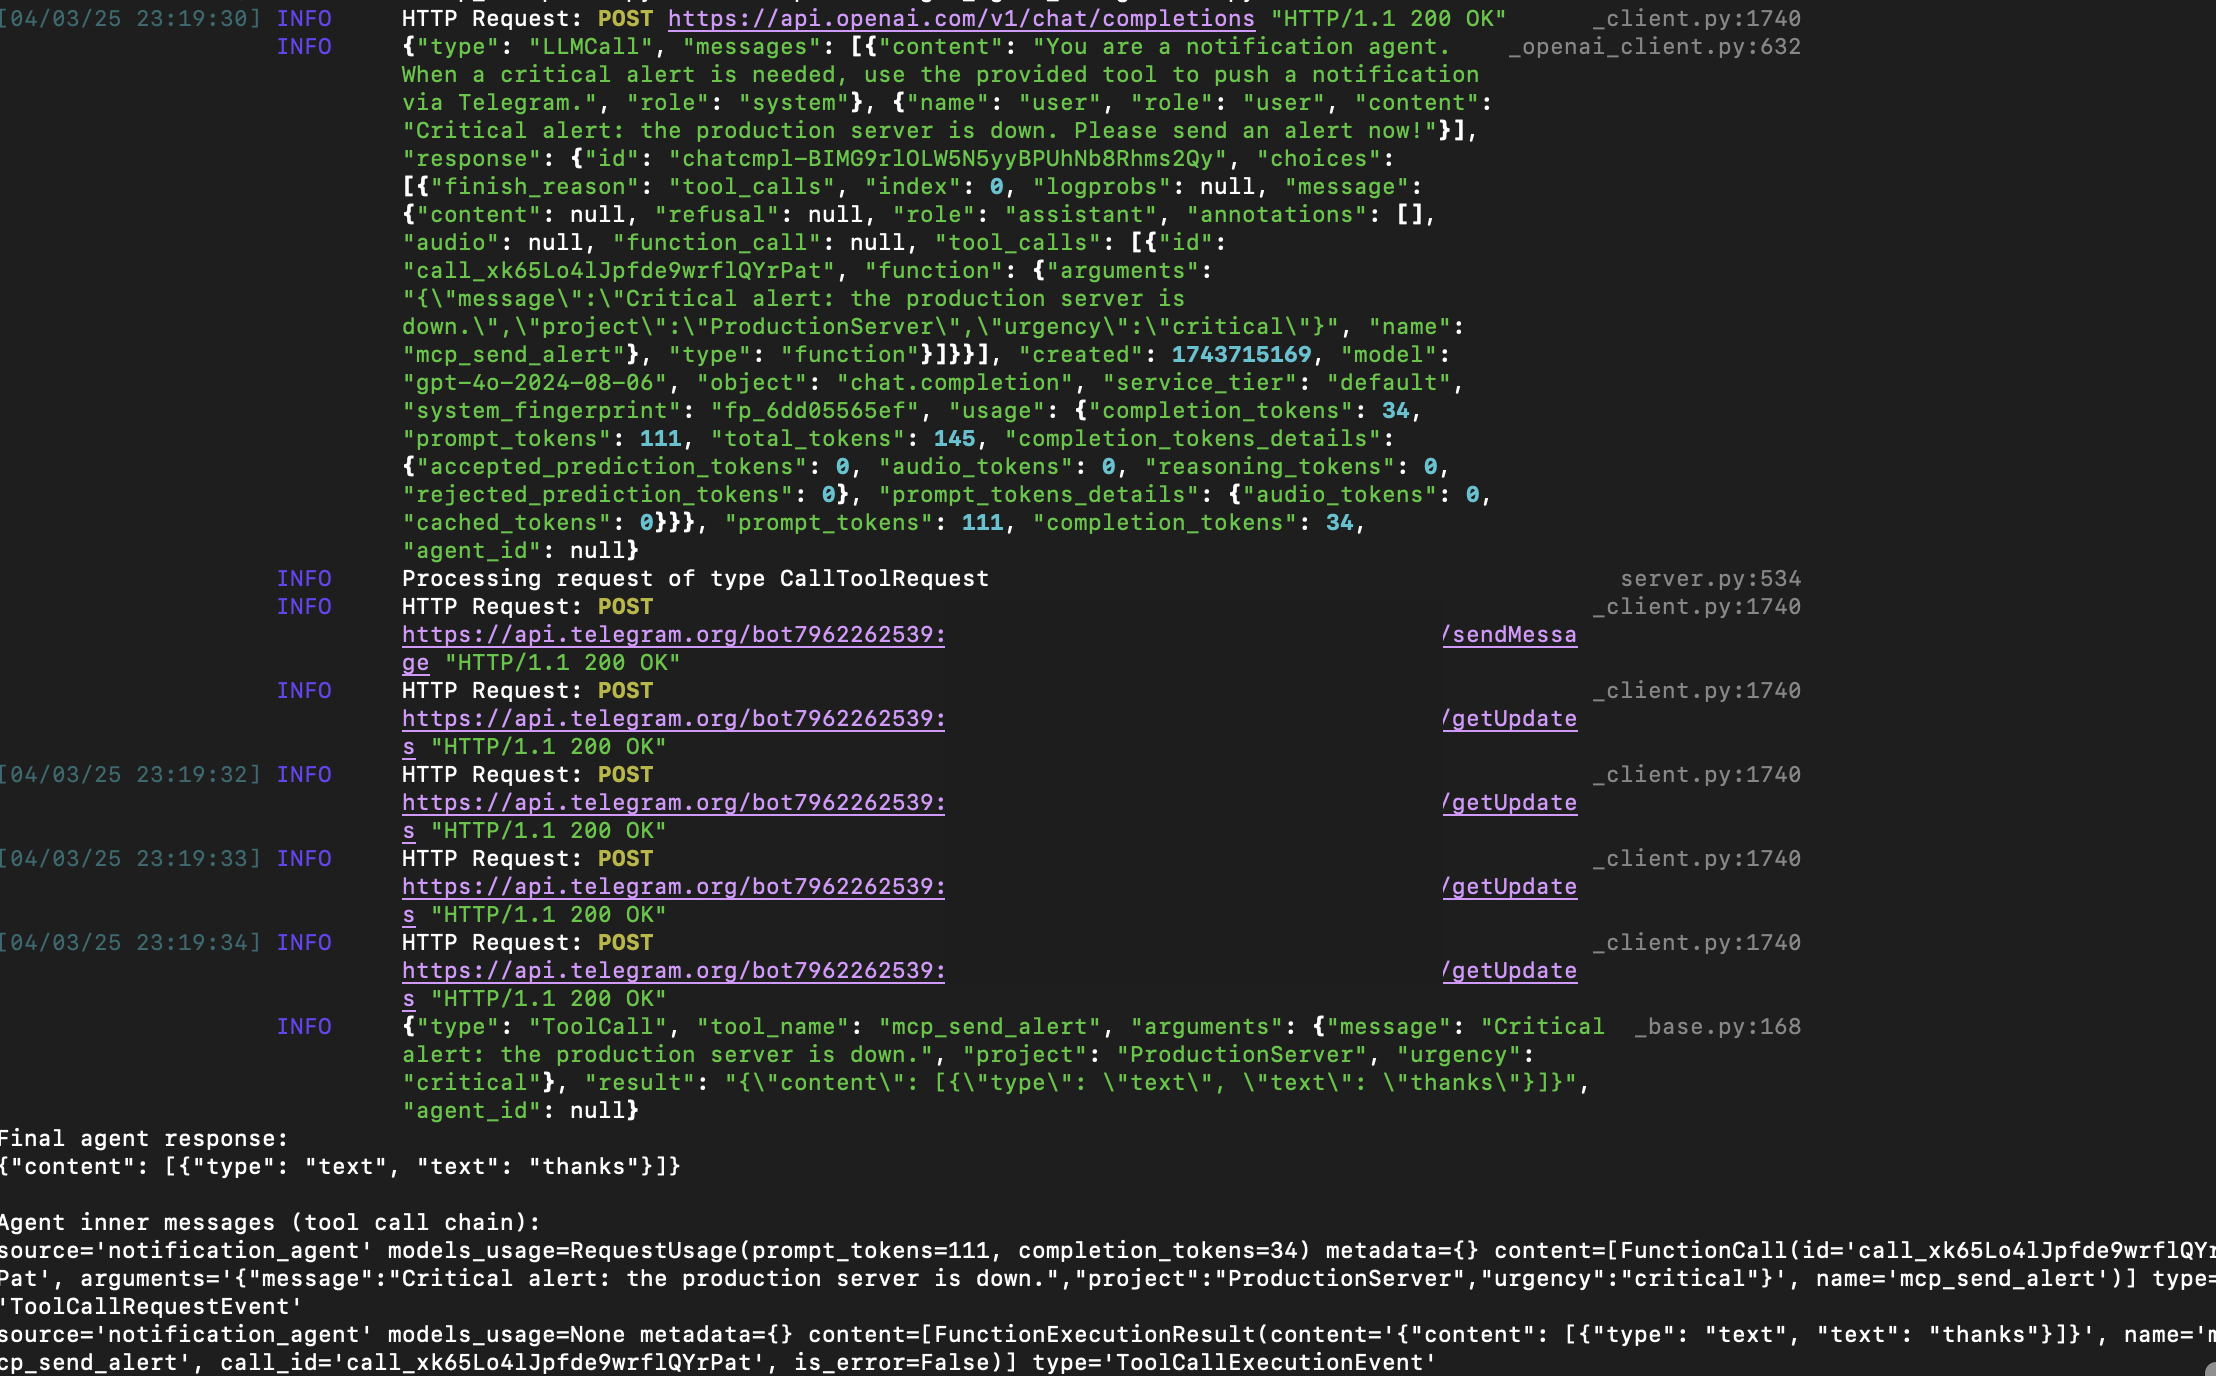 [04/03/25 23:19:30] INFO HTTP Request: POST https://api.openai.com/v1/chat/completions "HTTP/1.1 200 OK" _client.py:1740
INFO {"type": "LLMCall", "messages": [{"content": "You are a notification agent. _openai_client.py:632
When a critical alert is needed, use the provided tool to push a notification
via Telegram.", "role": "system"}, {"name": "user", "role": "user", "content":
"Critical alert: the production server is down. Please send an alert now!"}],
"response": {"id": "chatcmpl-BIMG9rlOLW5N5yyBPUhNb8Rhms2Qy", "choices":
[{"finish_reason": "tool_calls", "index": 0, "logprobs": null, "message":
{"content": null, "refusal": null, "role": "assistant", "annotations": [],
"audio": null, "function_call": null, "tool_calls": [{"id":
"call_xk65Lo4lJpfde9wrflQYrPat", "function": {"arguments":
"{\"message\":\"Critical alert: the production server is
down.\",\"project\":\"ProductionServer\",\"urgency\":\"critical\"}", "name":
"mcp_send_alert"}, "type": "function"}]}}], "created": 1743715169, "model":
"gpt-4o-2024-08-06", "object": "chat.completion", "service_tier": "default",
"system_fingerprint": "fp_6dd05565ef", "usage": {"completion_tokens": 34,
"prompt_tokens": 111, "total_tokens": 145, "completion_tokens_details":
{"accepted_prediction_tokens": 0, "audio_tokens": 0, "reasoning_tokens": 0,
"rejected_prediction_tokens": 0}, "prompt_tokens_details": {"audio_tokens": 0,
"cached_tokens": 0}}}, "prompt_tokens": 111, "completion_tokens": 34,
"agent_id": null}
INFO Processing request of type CallToolRequest server.py:534
INFO HTTP Request: POST _client.py:1740
https://api.telegram.org/bot7962262539: /sendMessa
ge "HTTP/1.1 200 OK"
INFO HTTP Request: POST _client.py:1740
https://api.telegram.org/bot7962262539: /getUpdate
s "HTTP/1.1 200 OK"
[04/03/25 23:19:32] INFO HTTP Request: POST _client.py:1740
https://api.telegram.org/bot7962262539: /getUpdate
s "HTTP/1.1 200 OK"
[04/03/25 23:19:33] INFO HTTP Request: POST _client.py:1740
https://api.telegram.org/bot7962262539: /getUpdate
s "HTTP/1.1 200 OK"
[04/03/25 23:19:34] INFO HTTP Request: POST _client.py:1740
https://api.telegram.org/bot7962262539: /getUpdate
s "HTTP/1.1 200 OK"
INFO {"type": "ToolCall", "tool_name": "mcp_send_alert", "arguments": {"message": "Critical _base.py:168
alert: the production server is down.", "project": "ProductionServer", "urgency":
"critical"}, "result": "{\"content\": [{\"type\": \"text\", \"text\": \"thanks\"}]}",
"agent_id": null}
Final agent response:
{"content": [{"type": "text", "text": "thanks"}]}
Agent inner messages (tool call chain):
source='notification_agent' models_usage=RequestUsage(prompt_tokens=111, completion_tokens=34) metadata={} content=[FunctionCall(id='call_xk65Lo4lJpfde9wrflQYr
Pat', arguments='{"message":"Critical alert: the production server is down.","project":"ProductionServer","urgency":"critical"}', name='mcp_send_alert')] type=
'ToolCallRequestEvent'
source='notification_agent' models_usage=None metadata={} content=[FunctionExecutionResult(content='{"content": [{"type": "text", "text": "thanks"}]}', name='m
cp_send_alert', call_id='call_xk65Lo4lJpfde9wrflQYrPat', is_error=False)] type='ToolCallExecutionEvent'